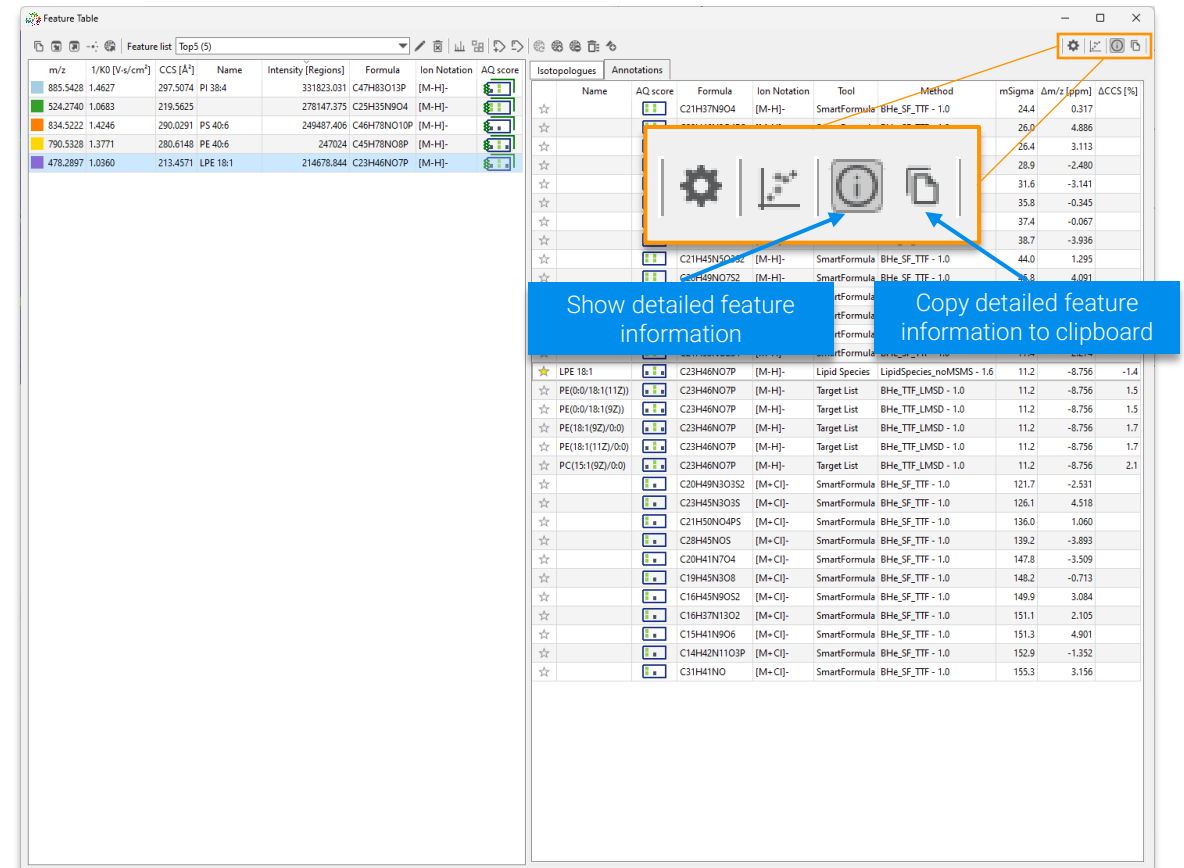 Feature Table
Feature list Top5 (5)
m/z 1/K0 [V·s/cm²] CCS [Å²] Name Intensity [Regions] Formula Ion Notation AQ score
885.5428 1.4627 297.5074 PI 38:4 331823.031 C47H83O13P [M-H]-
524.2740 1.0683 219.5625 278147.375 C25H35N9O4 [M-H]-
834.5222 1.4246 290.0291 PS 40:6 249487.406 C46H78NO10P [M-H]-
790.5328 1.3771 280.6148 PE 40:6 247024 C45H78NO8P [M-H]-
478.2897 1.0360 213.4571 LPE 18:1 214678.844 C23H46NO7P [M-H]-
Isotopologues Annotations
Name AQ score Formula Ion Notation Tool Method mSigma Δm/z [ppm] ΔCCS [%]
C21H37N9O4 [M-H]- SmartFormula BHe_SF_TTF - 1.0 24.4 0.317
26.0 4.886
26.4 3.113
28.9 -2.480
31.6 -3.141
35.8 -0.345
37.4 -0.067
38.7 -3.936
C21H45N5O3S2 [M-H]- SmartFormula BHe_SF_TTF - 1.0 44.0 1.295
C20H49NO7S2 [M-H]- SmartFormula BHe_SF_TTF - 1.0 45.8 4.091
Show detailed feature
information
Copy detailed feature
information to clipboard
LPE 18:1 C23H46NO7P [M-H]- Lipid Species LipidSpecies_noMSMS - 1.6 11.2 -8.756 -1.4
PE(0:0/18:1(11Z)) C23H46NO7P [M-H]- Target List BHe_TTF_LMSD - 1.0 11.2 -8.756 1.5
PE(0:0/18:1(9Z)) C23H46NO7P [M-H]- Target List BHe_TTF_LMSD - 1.0 11.2 -8.756 1.5
PE(18:1(9Z)/0:0) C23H46NO7P [M-H]- Target List BHe_TTF_LMSD - 1.0 11.2 -8.756 1.7
PE(18:1(11Z)/0:0) C23H46NO7P [M-H]- Target List BHe_TTF_LMSD - 1.0 11.2 -8.756 1.7
PC(15:1(9Z)/0:0) C23H46NO7P [M-H]- Target List BHe_TTF_LMSD - 1.0 11.2 -8.756 2.1
C20H49N3O3S2 [M+Cl]- SmartFormula BHe_SF_TTF - 1.0 121.7 -2.531
C23H45N3O3S [M+Cl]- SmartFormula BHe_SF_TTF - 1.0 126.1 4.518
C21H50NO4PS [M+Cl]- SmartFormula BHe_SF_TTF - 1.0 136.0 1.060
C28H45NOS [M+Cl]- SmartFormula BHe_SF_TTF - 1.0 139.2 -3.893
C20H41N7O4 [M+Cl]- SmartFormula BHe_SF_TTF - 1.0 147.8 -3.509
C19H45N3O8 [M+Cl]- SmartFormula BHe_SF_TTF - 1.0 148.2 -0.713
C16H45N9OS2 [M+Cl]- SmartFormula BHe_SF_TTF - 1.0 149.9 3.084
C16H37N13O2 [M+Cl]- SmartFormula BHe_SF_TTF - 1.0 151.1 2.105
C15H41N9O6 [M+Cl]- SmartFormula BHe_SF_TTF - 1.0 151.3 4.901
C14H42N11O3P [M+Cl]- SmartFormula BHe_SF_TTF - 1.0 152.9 -1.352
C31H41NO [M+Cl]- SmartFormula BHe_SF_TTF - 1.0 155.3 3.156